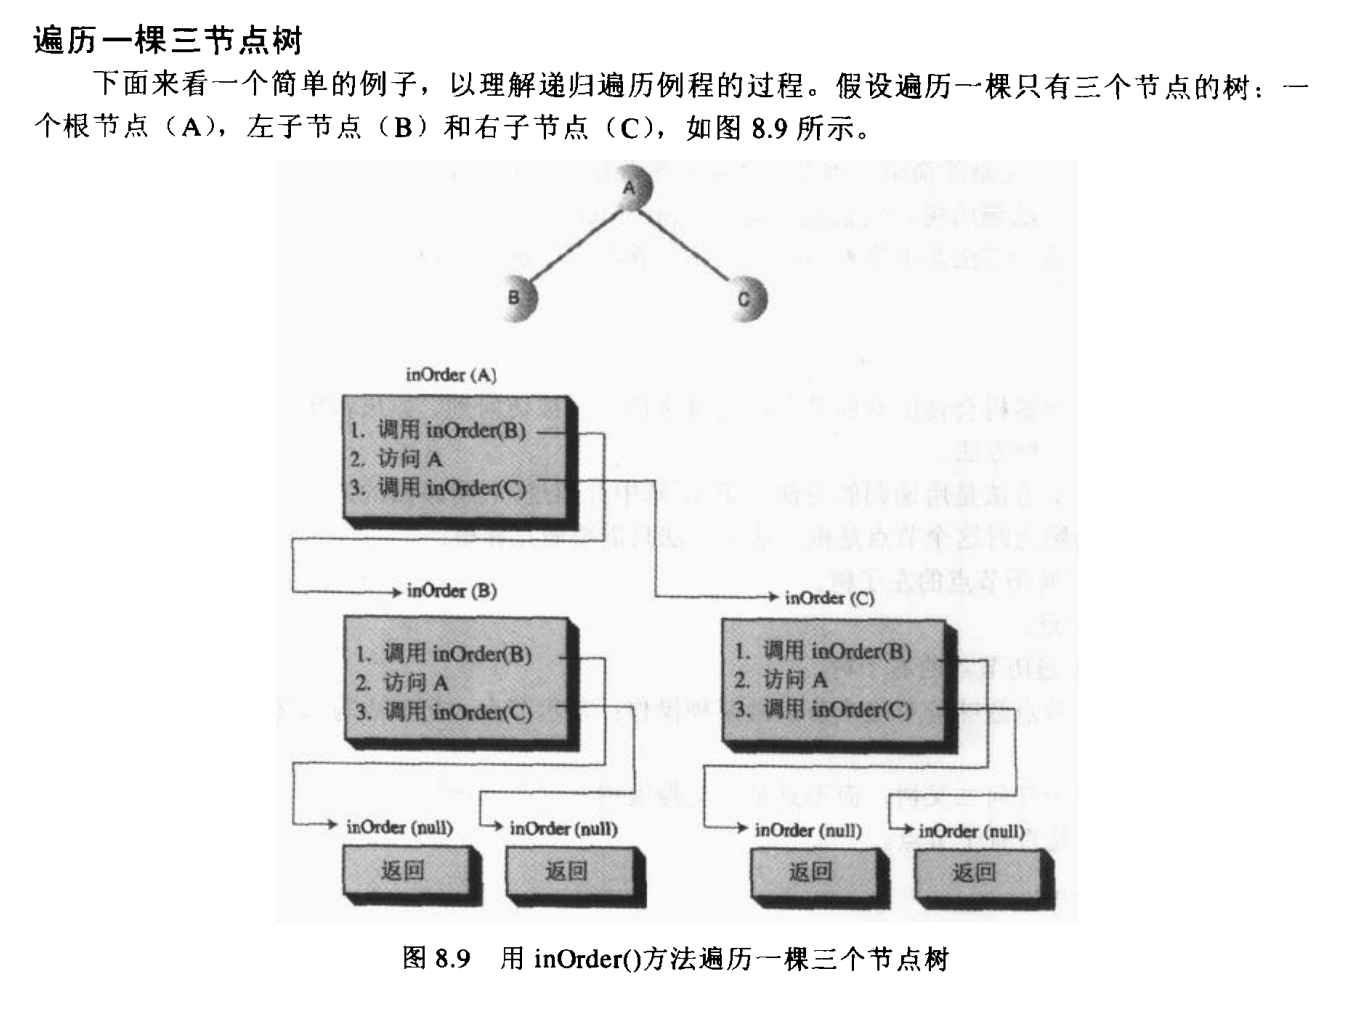 遍历一棵三节点树
下面来看一个简单的例子，以理解递归遍历例程的过程。假设遍历一棵只有三个节点的树：一
个根节点（A），左子节点（B）和右子节点（C），如图 8.9 所示。
A
B
C
inOrder (A)
1. 调用 inOrder(B)
2. 访问 A
3. 调用 inOrder(C)
inOrder (B)
1. 调用 inOrder(B)
2. 访问 A
3. 调用 inOrder(C)
inOrder (C)
1. 调用 inOrder(B)
2. 访问 A
3. 调用 inOrder(C)
inOrder (null)
返回
inOrder (null)
返回
inOrder (null)
返回
inOrder (null)
返回
图 8.9 用 inOrder()方法遍历一棵三个节点树